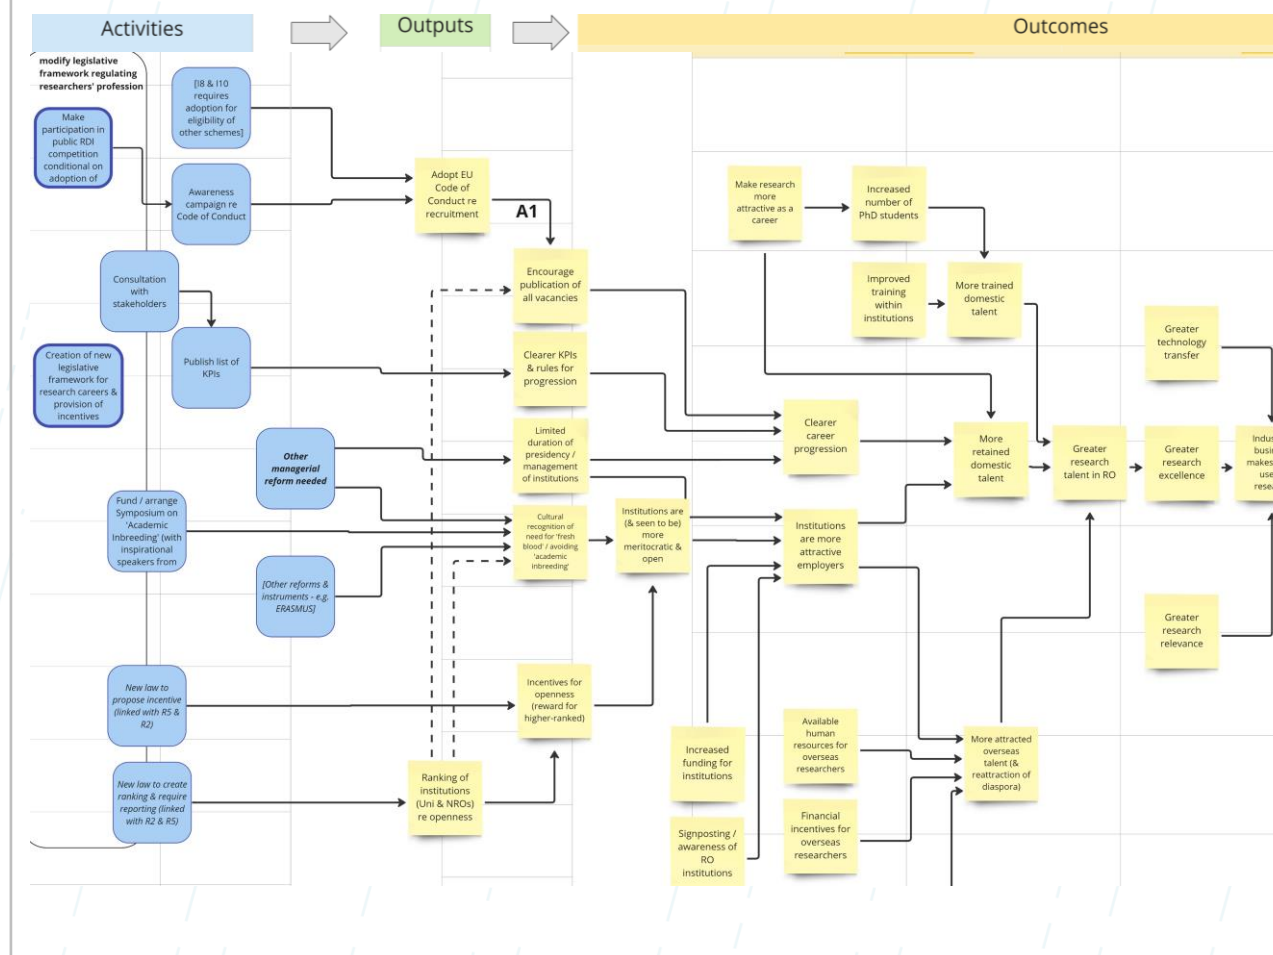 Activities
Outputs
Outcomes
modify legislative
framework regulating
researchers' profession
Make
participation in
public RDI
competition
conditional on
adoption of
[I8 & I10
requires
adoption for
eligibility of
other schemes]
Awareness
campaign re
Code of Conduct
Consultation
with
stakeholders
Publish list of
KPIs
Creation of new
legislative
framework for
research careers &
provision of
incentives
Other
managerial
reform needed
Fund / arrange
Symposium on
'Academic
Inbreeding' (with
inspirational
speakers from
[Other reforms &
instruments - e.g.
ERASMUS]
New law to
propose incentive
(linked with R5 &
R2)
New law to create
ranking & require
reporting (linked
with R2 & R5)
Adopt EU
Code of
Conduct re
recruitment
A1
Encourage
publication of
all vacancies
Clearer KPIs
& rules for
progression
Limited
duration of
presidency /
management
of institutions
Cultural
recognition of
need for 'fresh
blood' / avoiding
'academic
inbreeding'
Institutions are
(& seen to be)
more
meritocratic &
open
Incentives for
openness
(reward for
higher-ranked)
Ranking of
institutions
(Uni & NROs)
re openness
Make research
more
attractive as a
career
Increased
number of
PhD students
Improved
training
within
institutions
More trained
domestic
talent
Clearer
career
progression
Institutions
are more
attractive
employers
More
retained
domestic
talent
Greater
research
talent in RO
Greater
research
excellence
Greater
technology
transfer
Indus
busin
makes
use
resea
Greater
research
relevance
Increased
funding for
institutions
Signposting /
awareness of
RO
institutions
Available
human
resources for
overseas
researchers
Financial
incentives for
overseas
researchers
More attracted
overseas
talent (&
reattraction of
diaspora)